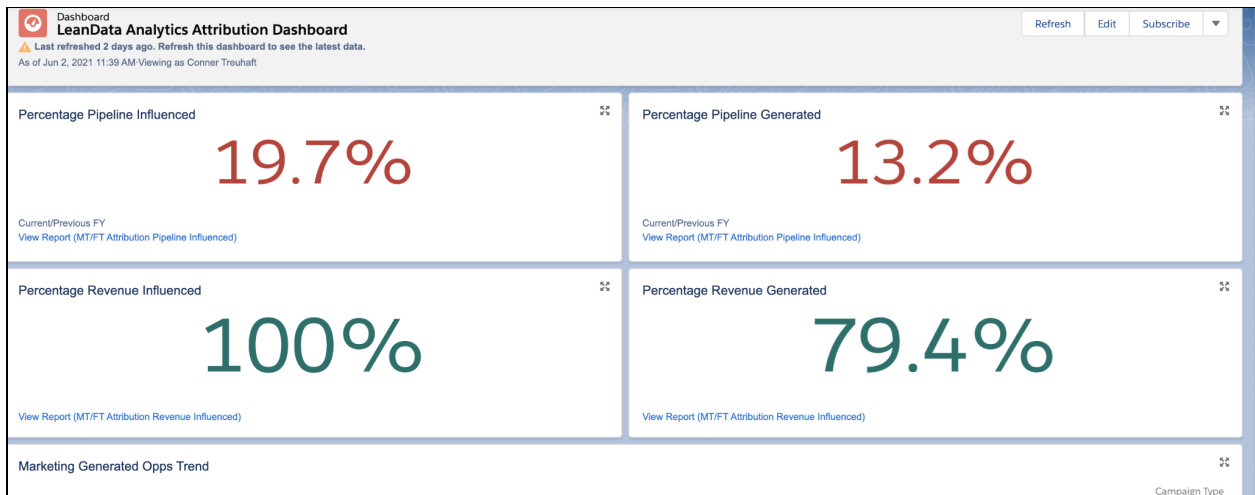 Dashboard
LeanData Analytics Attribution Dashboard
Last refreshed 2 days ago. Refresh this dashboard to see the latest data.
As of Jun 2, 2021 11:39 AM·Viewing as Conner Treuhaft
Refresh
Edit
Subscribe
Percentage Pipeline Influenced
19.7%
Current/Previous FY
View Report (MT/FT Attribution Pipeline Influenced)
Percentage Pipeline Generated
13.2%
Current/Previous FY
View Report (MT/FT Attribution Pipeline Influenced)
Percentage Revenue Influenced
100%
View Report (MT/FT Attribution Revenue Influenced)
Percentage Revenue Generated
79.4%
View Report (MT/FT Attribution Revenue Influenced)
Marketing Generated Opps Trend
Campaign Type